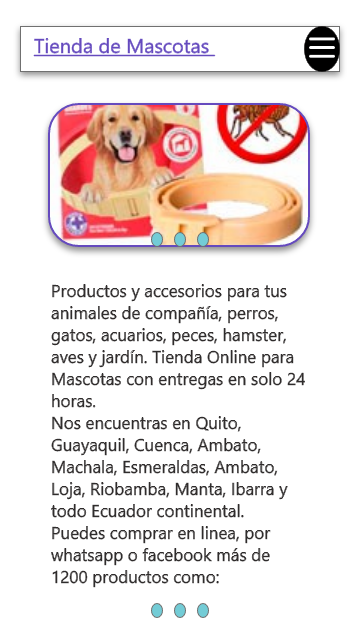 Tienda de Mascotas
Productos y accesorios para tus
animales de compañía, perros,
gatos, acuarios, peces, hamster,
aves y jardín. Tienda Online para
Mascotas con entregas en solo 24
horas.
Nos encuentras en Quito,
Guayaquil, Cuenca, Ambato,
Machala, Esmeraldas, Ambato,
Loja, Riobamba, Manta, Ibarra y
todo Ecuador continental.
Puedes comprar en linea, por
whatsapp o facebook más de
1200 productos como: